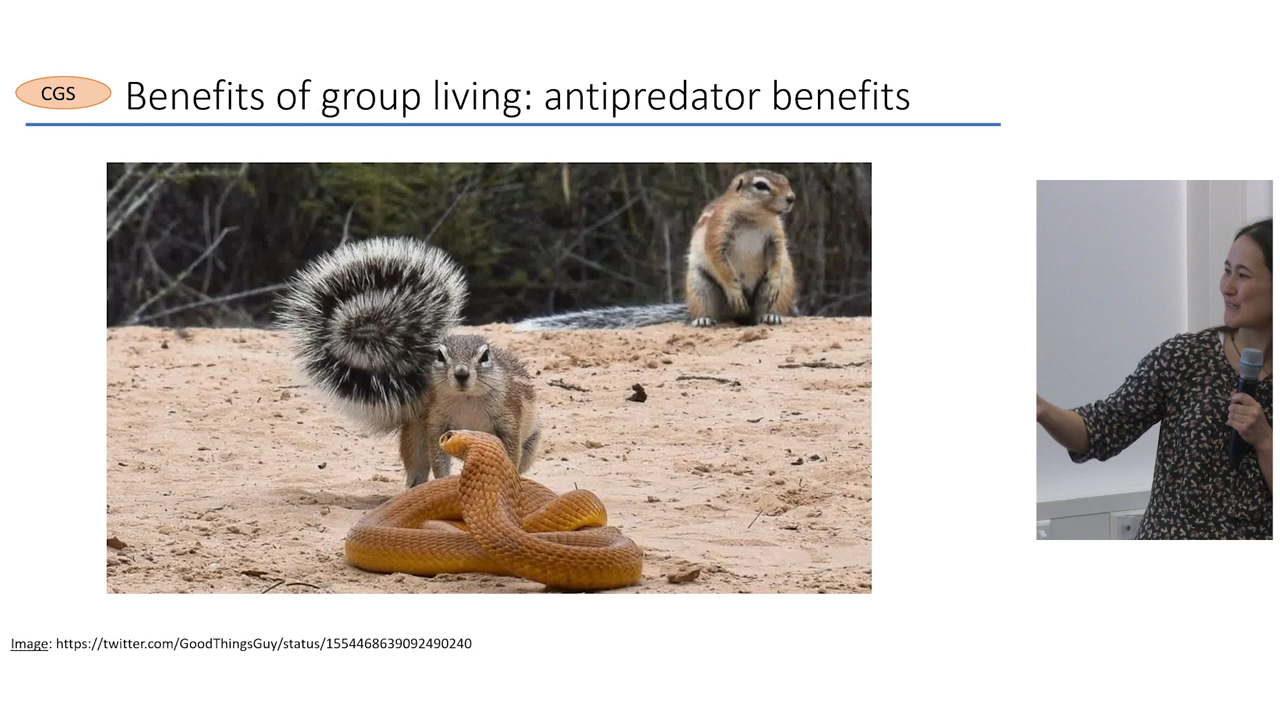 CGS
Benefits of group living: antipredator benefits
Image: https://twitter.com/GoodThingsGuy/status/1554468639092490240